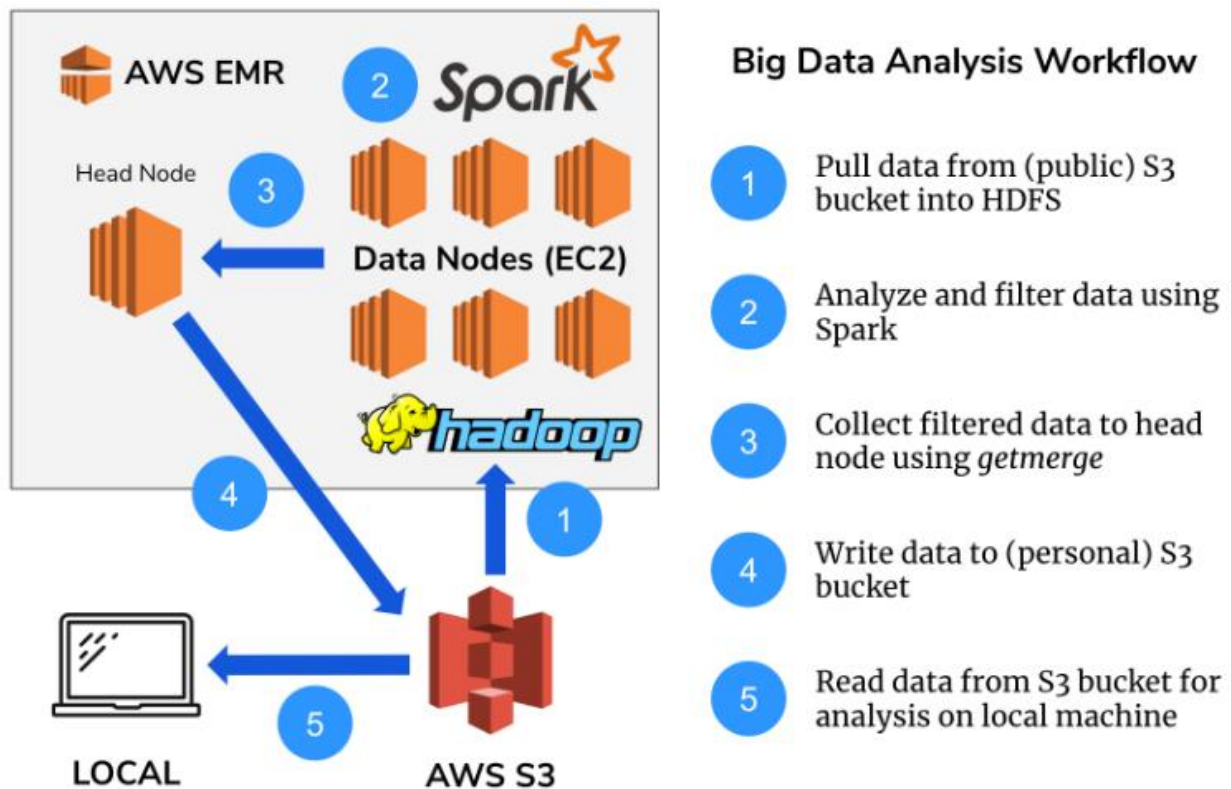 AWS EMR
2
Spark
Head Node
3
Data Nodes (EC2)
hadoop
4
1
5
LOCAL
AWS S3
Big Data Analysis Workflow
1
Pull data from (public) S3
bucket into HDFS
2
Analyze and filter data using
Spark
3
Collect filtered data to head
node using getmerge
4
Write data to (personal) S3
bucket
5
Read data from S3 bucket for
analysis on local machine